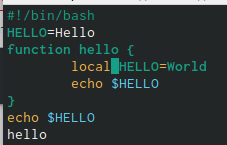 #!/bin/bash
HELLO=Hello
function hello {
        local HELLO=World
        echo $HELLO
}
echo $HELLO
hello